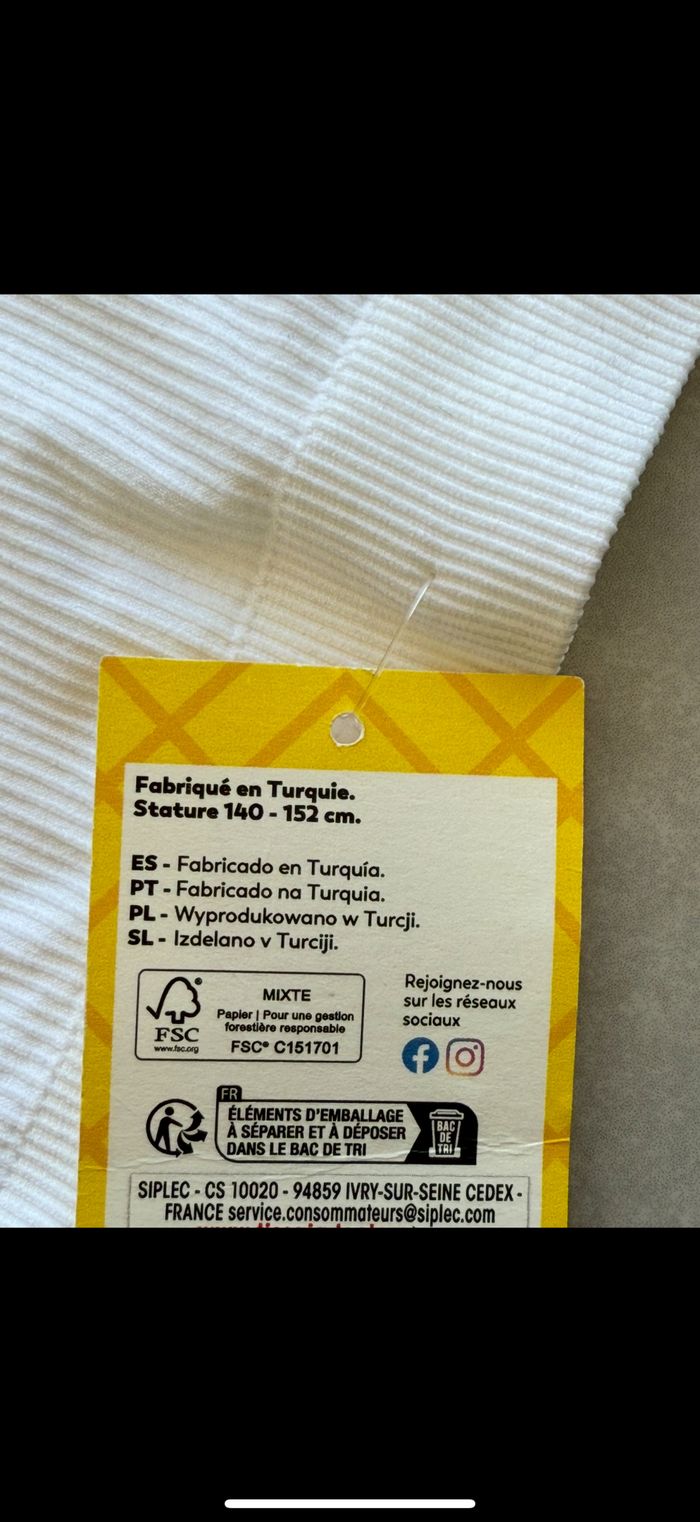 Fabriqué en Turquie.
Stature 140 - 152 cm.
ES - Fabricado en Turquía.
PT - Fabricado na Turquia.
PL - Wyprodukowano w Turcji.
SL - Izdelano v Turčiji.
FSC®
www.fsc.org
MIXTE
Papier | Pour une gestion
forestière responsable
FSC® C151701
Rejoignez-nous
sur les réseaux
sociaux
FR
ÉLÉMENTS D'EMBALLAGE
À SÉPARER ET À DÉPOSER
DANS LE BAC DE TRI
BAC
DE
TRI
SIPLEC - CS 10020 - 94859 IVRY-SUR-SEINE CEDEX -
FRANCE service.consommateurs@siplec.com